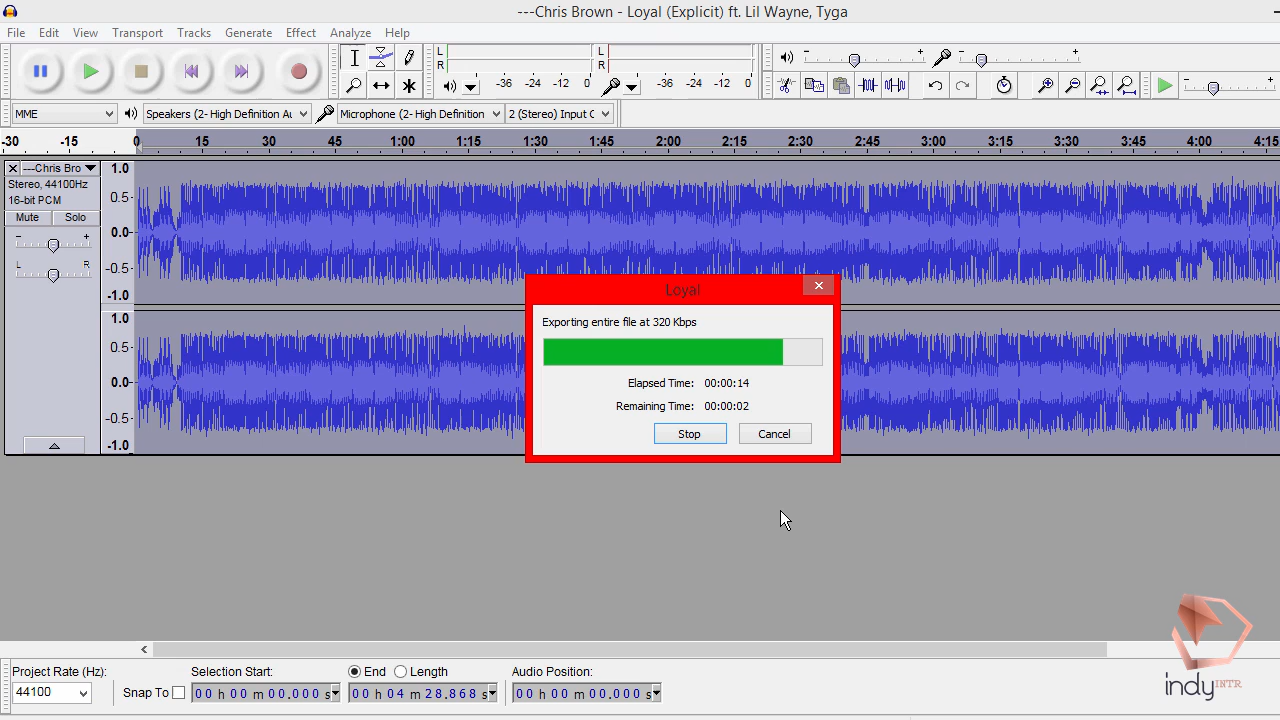 ---Chris Brown - Loyal (Explicit) ft. Lil Wayne, Tyga
File Edit View Transport Tracks Generate Effect Analyze Help
L
R
-36 -24 -12 0
L
R
-36 -24 -12 0
- +
- +
- +
MME
Speakers (2- High Definition Au
Microphone (2- High Definition
2 (Stereo) Input C
-30 -15 0 15 30 45 1:00 1:15 1:30 1:45 2:00 2:15 2:30 2:45 3:00 3:15 3:30 3:45 4:00 4:15
---Chris Bro
Stereo, 44100Hz
16-bit PCM
Mute Solo
- +
L R
1.0
0.5
0.0
-0.5
-1.0
1.0
0.5
0.0
-0.5
-1.0
Loyal
Exporting entire file at 320 Kbps
Elapsed Time: 00:00:14
Remaining Time: 00:00:02
Stop Cancel
Project Rate (Hz):
44100
Snap To
Selection Start:
End Length
Audio Position:
00 h 00 m 00.000 s
00 h 04 m 28.868 s
00 h 00 m 00.000 s
indy INTR